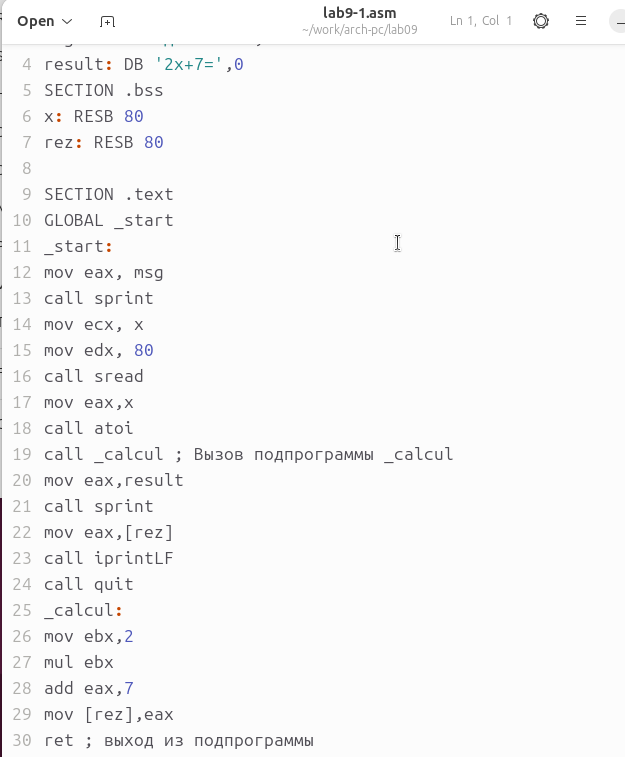 Open
lab9-1.asm
~/work/arch-pc/lab09
Ln 1, Col 1
4 result: DB '2x+7=',0
5 SECTION .bss
6 x: RESB 80
7 rez: RESB 80
8
9 SECTION .text
10 GLOBAL _start
11 _start:
12 mov eax, msg
13 call sprint
14 mov ecx, x
15 mov edx, 80
16 call sread
17 mov eax,x
18 call atoi
19 call _calcul ; Вызов подпрограммы _calcul
20 mov eax,result
21 call sprint
22 mov eax,[rez]
23 call iprintLF
24 call quit
25 _calcul:
26 mov ebx,2
27 mul ebx
28 add eax,7
29 mov [rez],eax
30 ret ; выход из подпрограммы